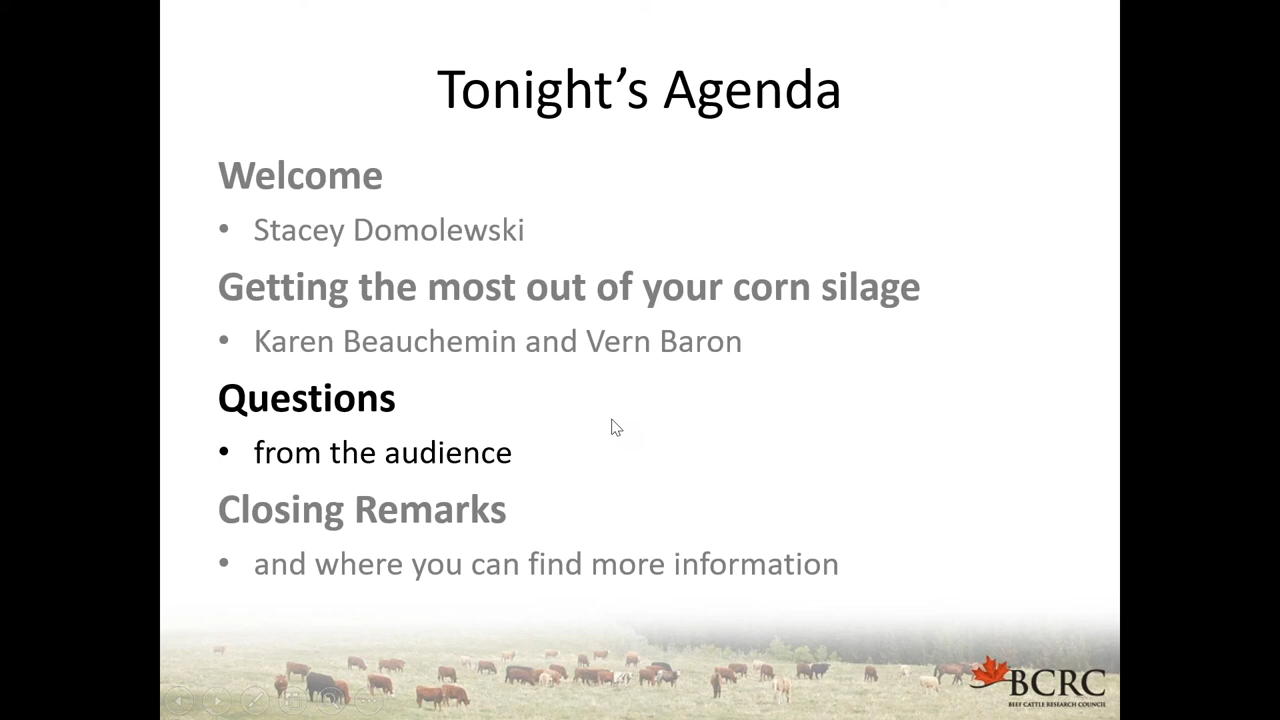 Tonight’s Agenda
Welcome
• Stacey Domolewski
Getting the most out of your corn silage
• Karen Beauchemin and Vern Baron
Questions
• from the audience
Closing Remarks
• and where you can find more information
BCRC
BEEF CATTLE RESEARCH COUNCIL